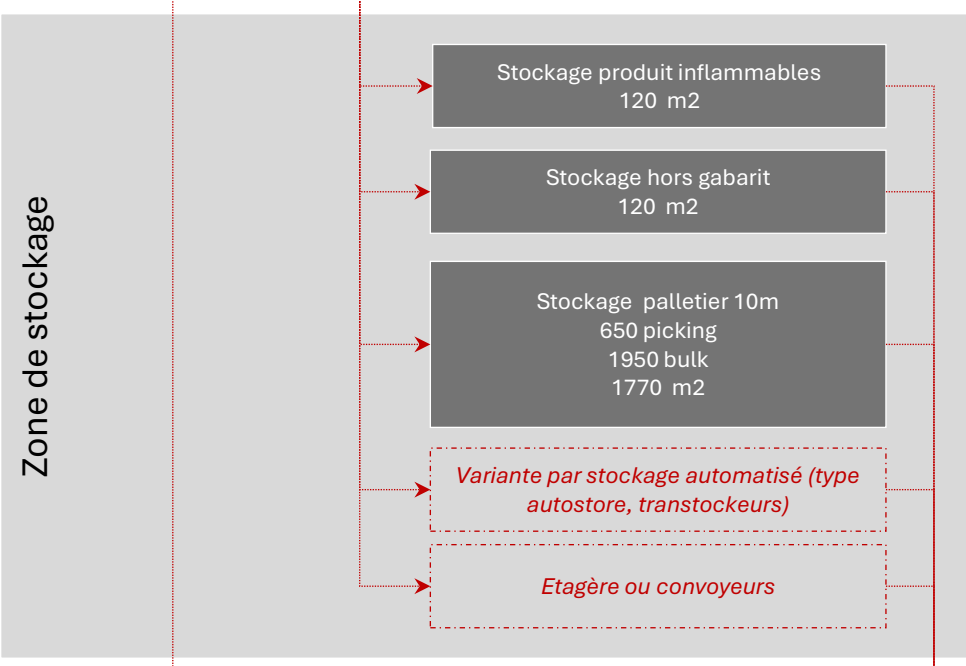 Zone de stockage
Stockage produit inflammables
120 m2
Stockage hors gabarit
120 m2
Stockage palletier 10m
650 picking
1950 bulk
1770 m2
Variante par stockage automatisé (type
autostore, transtockeurs)
Etagère ou convoyeurs